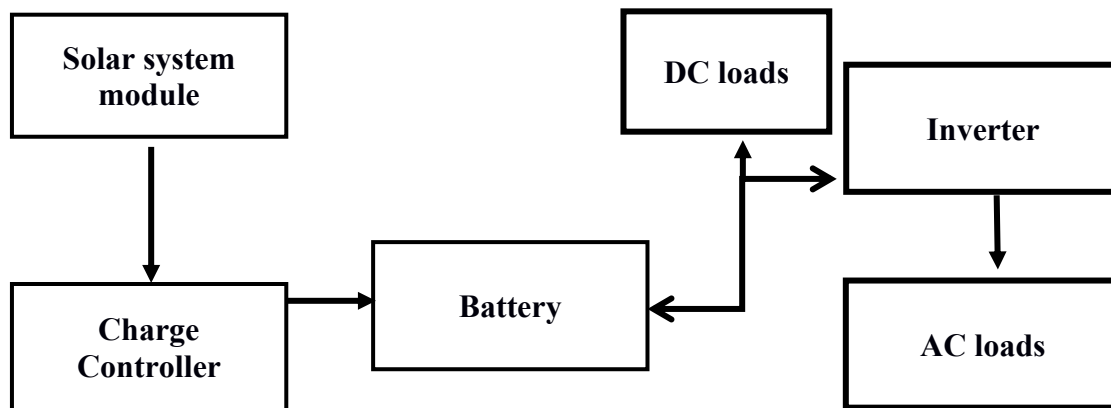 Solar system
module
DC loads
Inverter
Charge
Controller
Battery
AC loads